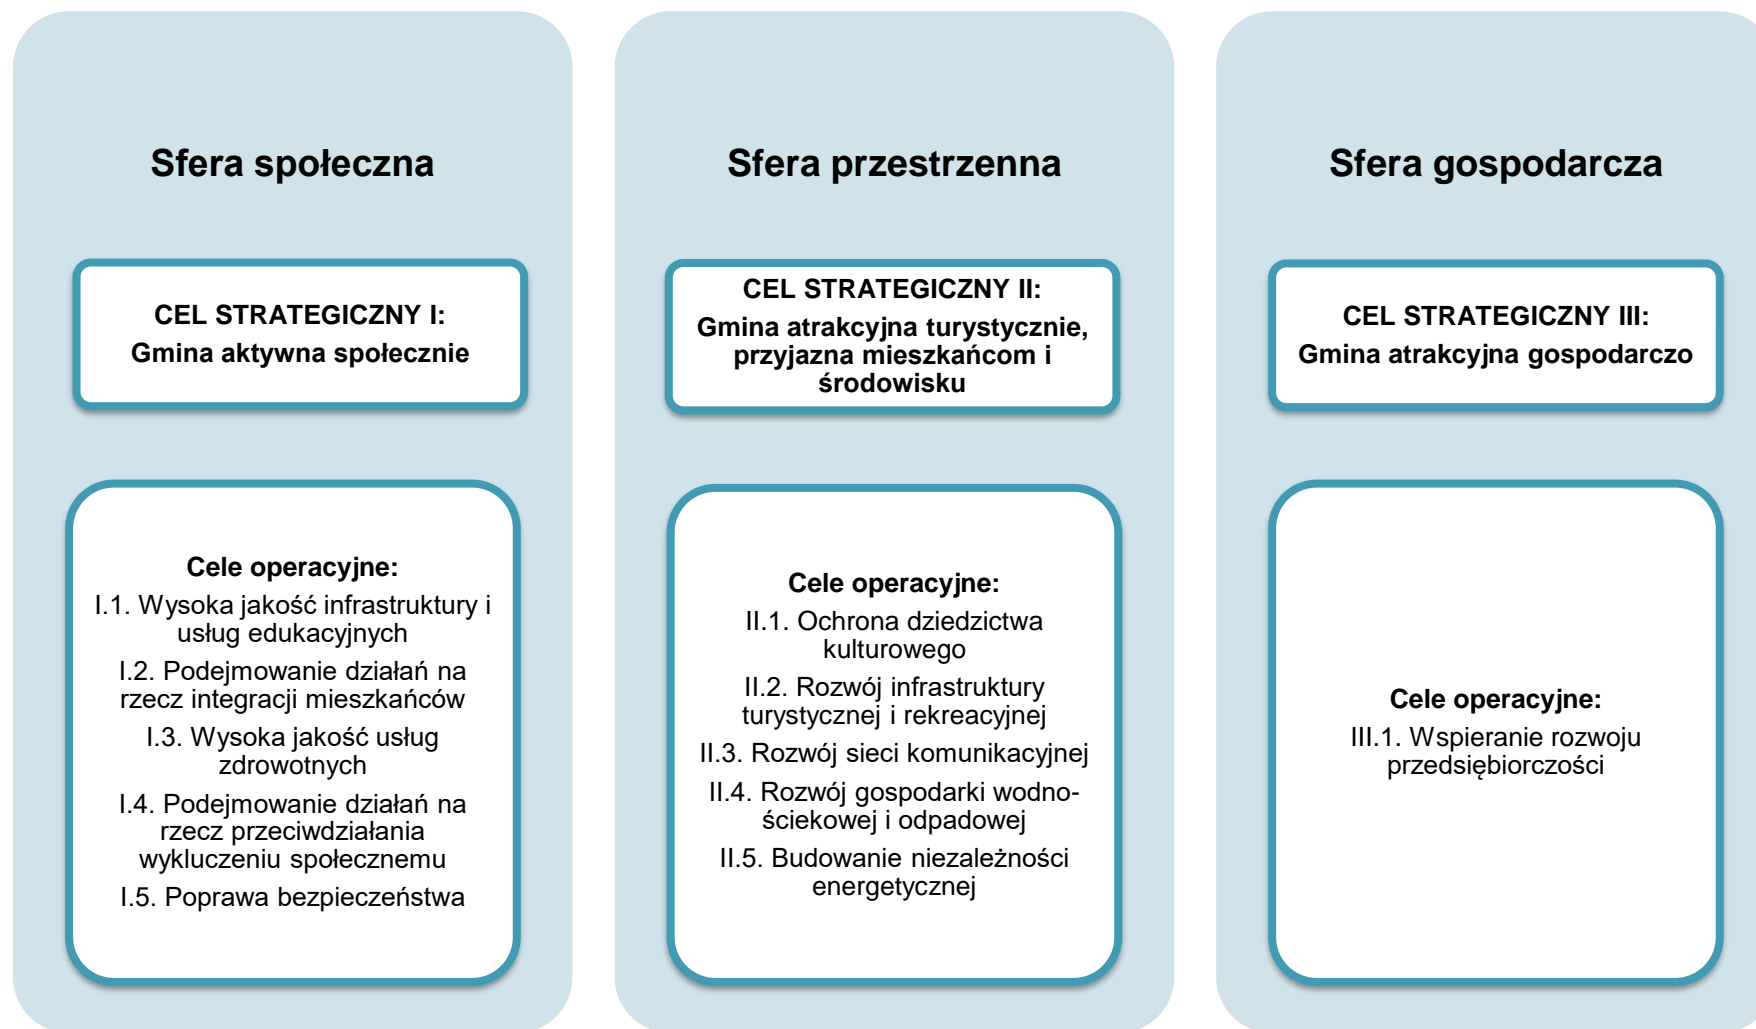 Sfera społeczna
CEL STRATEGICZNY I:
Gmina aktywna społecznie
Cele operacyjne:
I.1. Wysoka jakość infrastruktury i
usług edukacyjnych
I.2. Podejmowanie działań na
rzecz integracji mieszkańców
I.3. Wysoka jakość usług
zdrowotnych
I.4. Podejmowanie działań na
rzecz przeciwdziałania
wykluczeniu społecznemu
I.5. Poprawa bezpieczeństwa
Sfera przestrzenna
CEL STRATEGICZNY II:
Gmina atrakcyjna turystycznie,
przyjazna mieszkańcom i
środowisku
Cele operacyjne:
II.1. Ochrona dziedzictwa
kulturowego
II.2. Rozwój infrastruktury
turystycznej i rekreacyjnej
II.3. Rozwój sieci komunikacyjnej
II.4. Rozwój gospodarki wodno-
ściekowej i odpadowej
II.5. Budowanie niezależności
energetycznej
Sfera gospodarcza
CEL STRATEGICZNY III:
Gmina atrakcyjna gospodarczo
Cele operacyjne:
III.1. Wspieranie rozwoju
przedsiębiorczości